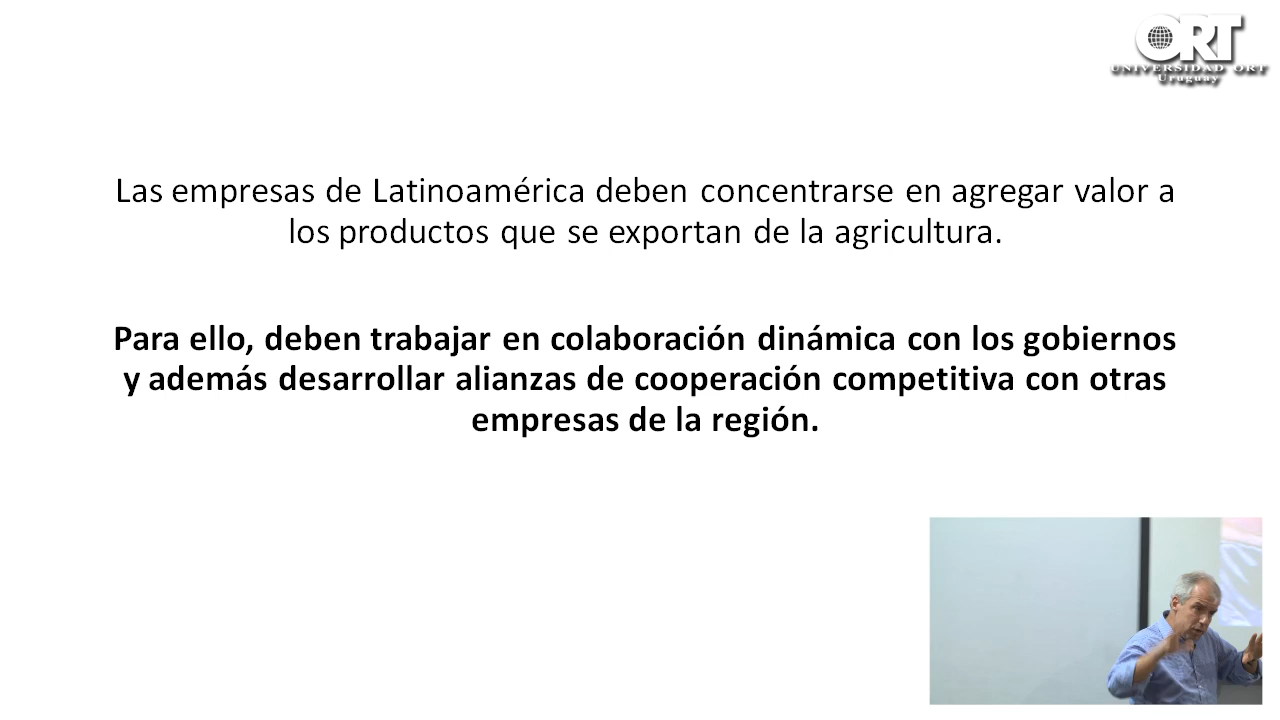 ORT
UNIVERSIDAD ORT
Uruguay
Las empresas de Latinoamérica deben concentrarse en agregar valor a
los productos que se exportan de la agricultura.
Para ello, deben trabajar en colaboración dinámica con los gobiernos
y además desarrollar alianzas de cooperación competitiva con otras
empresas de la región.